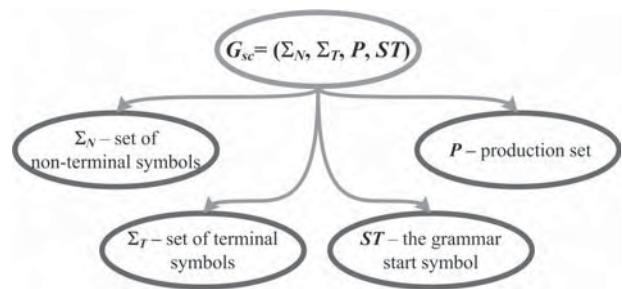 G_sc = (Σ_N, Σ_T, P, ST)
Σ_N – set of
non-terminal symbols
P – production set
Σ_T – set of terminal
symbols
ST – the grammar
start symbol